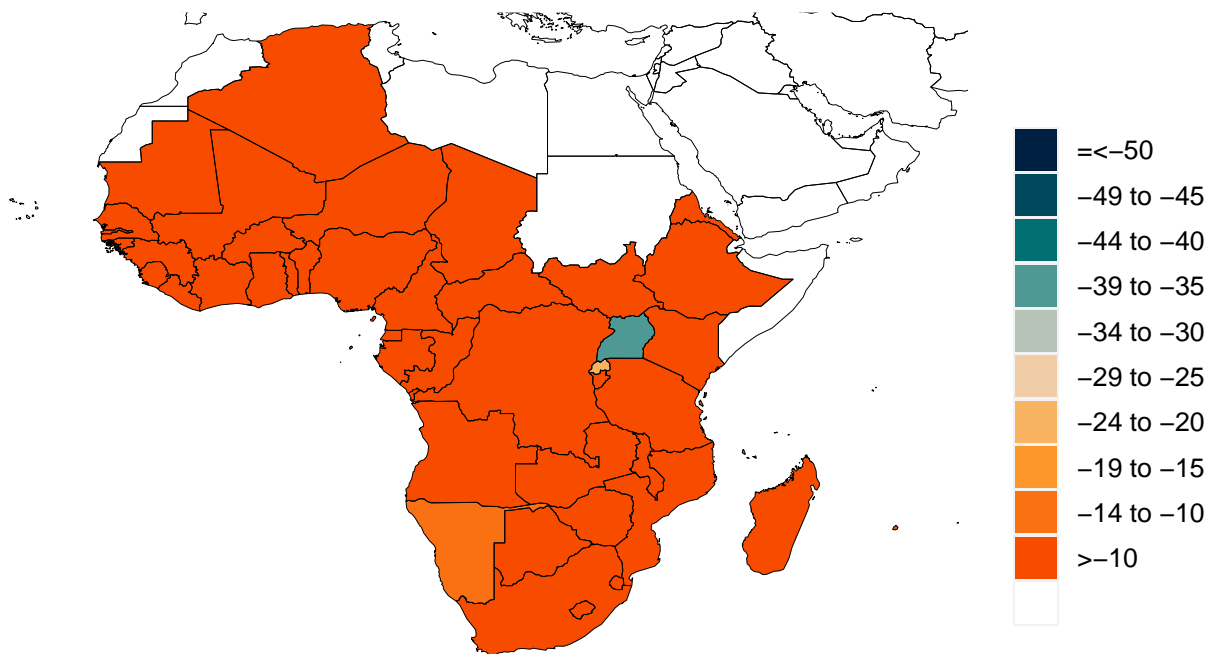 =<−50
−49 to −45
−44 to −40
−39 to −35
−34 to −30
−29 to −25
−24 to −20
−19 to −15
−14 to −10
>−10